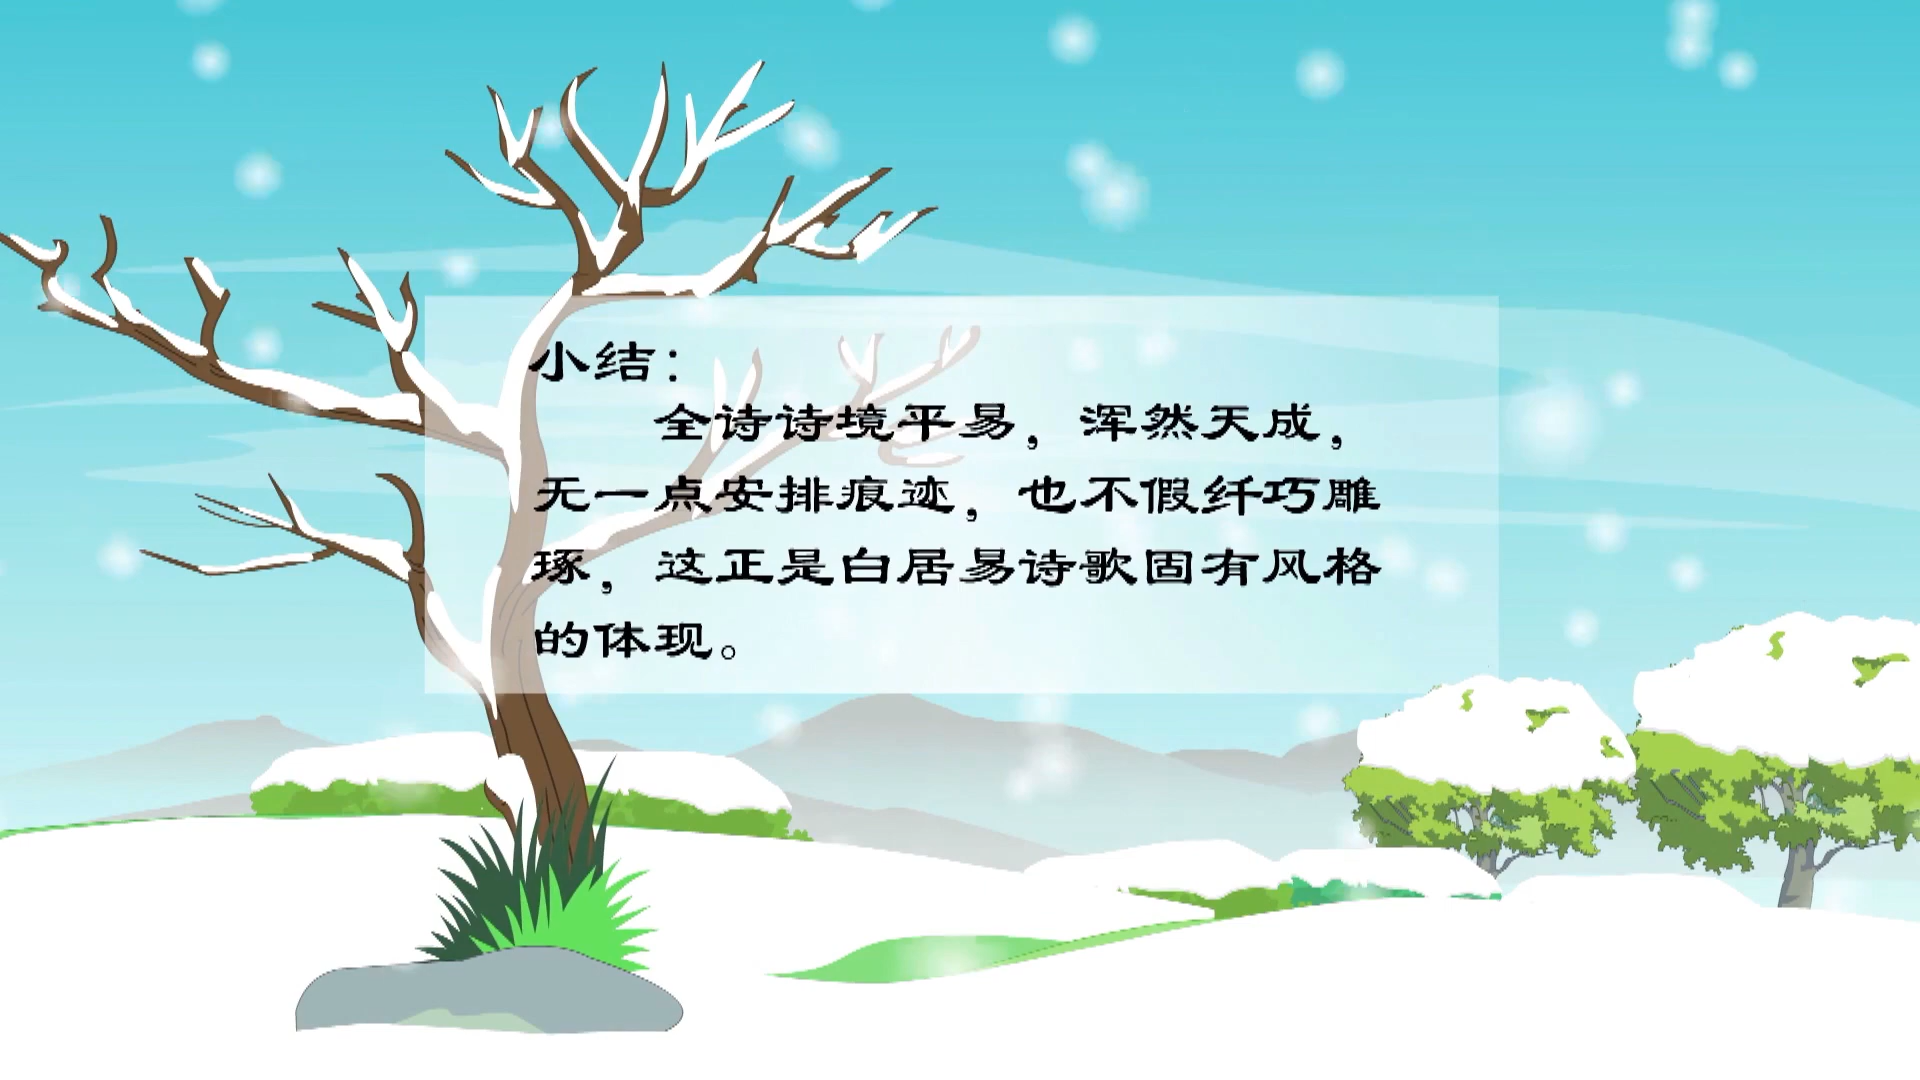 小结：
全诗诗境平易，浑然天成，
无一点安排痕迹，也不假纤巧雕
琢，这正是白居易诗歌固有风格
的体现。